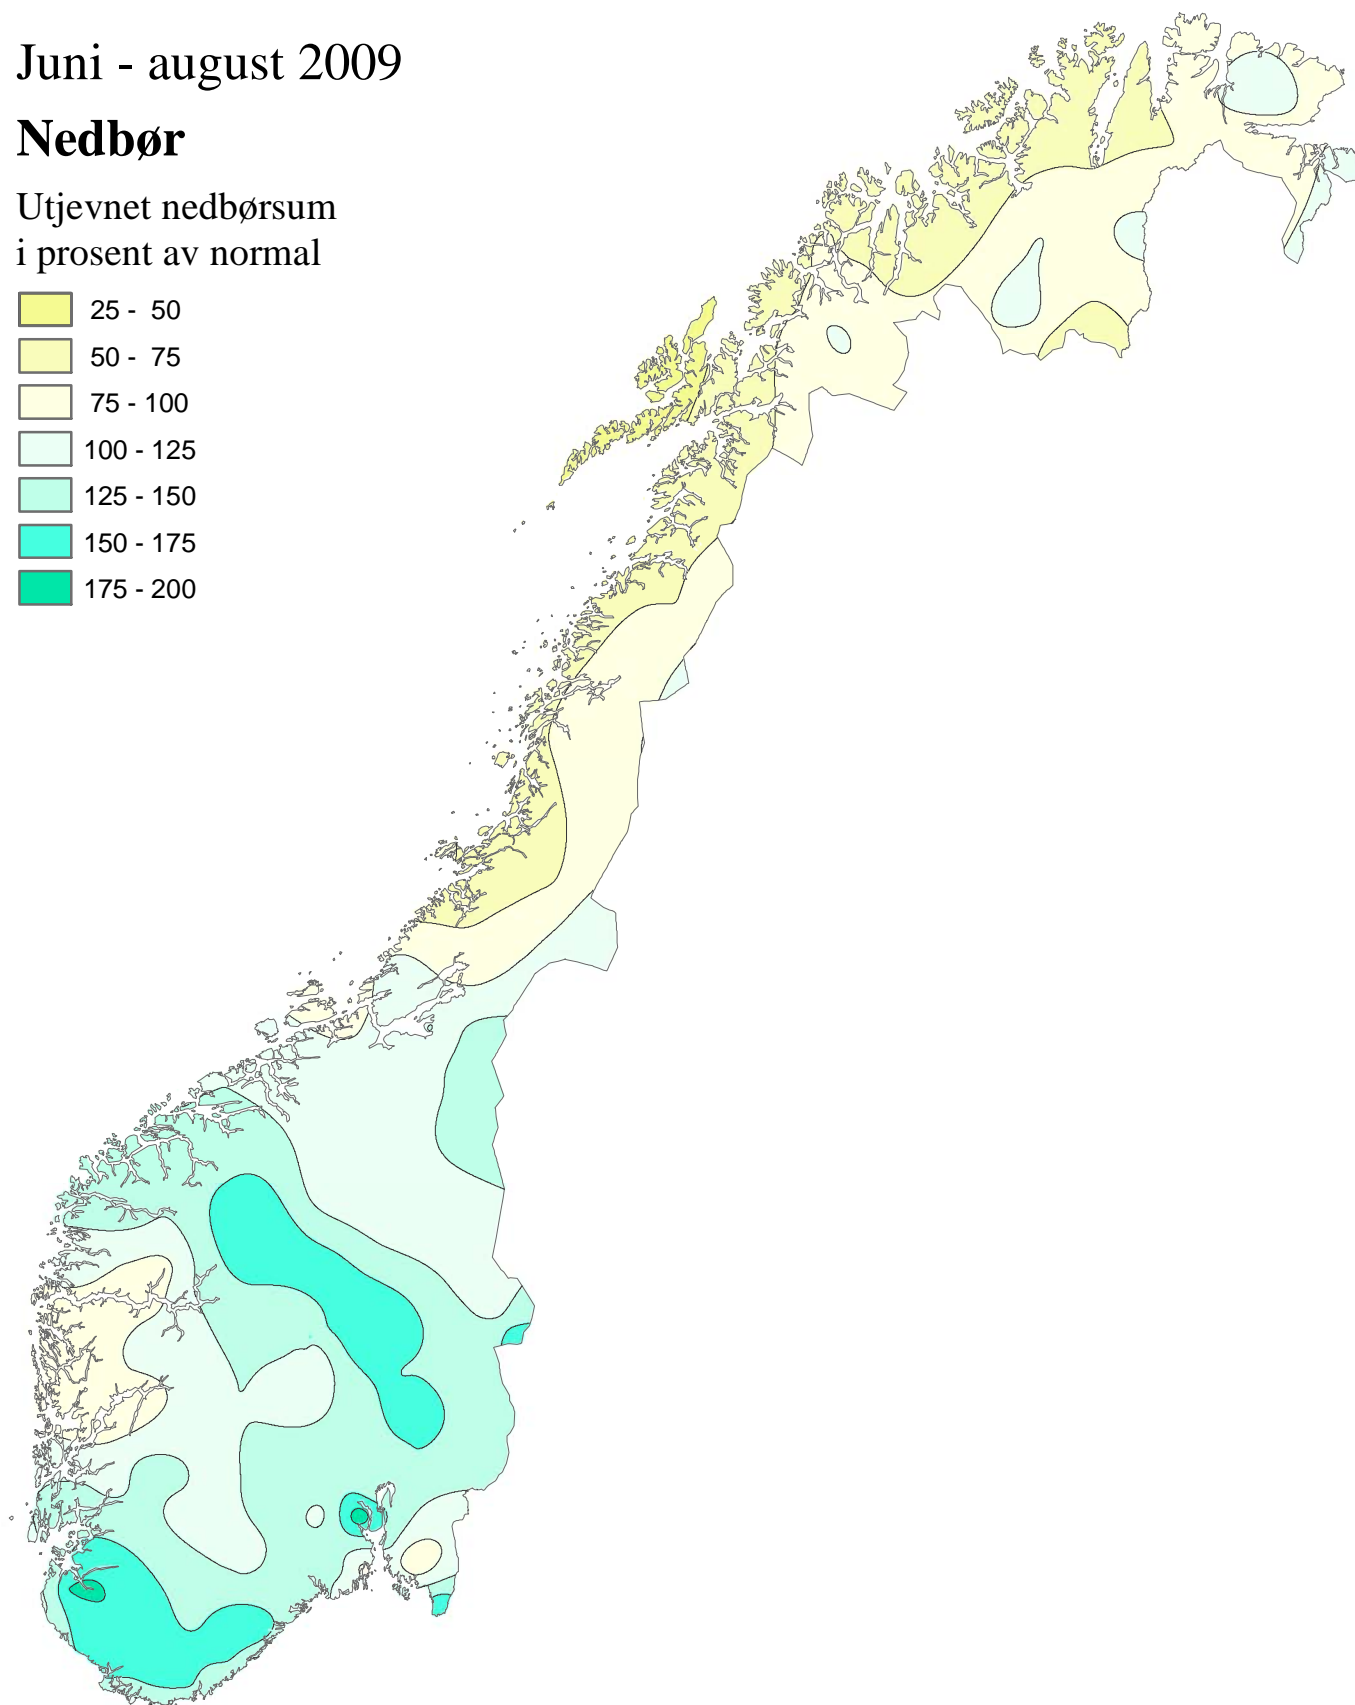 Juni - august 2009
Nedbør
Utjevnet nedbørsum
i prosent av normal
25 - 50
50 - 75
75 - 100
100 - 125
125 - 150
150 - 175
175 - 200